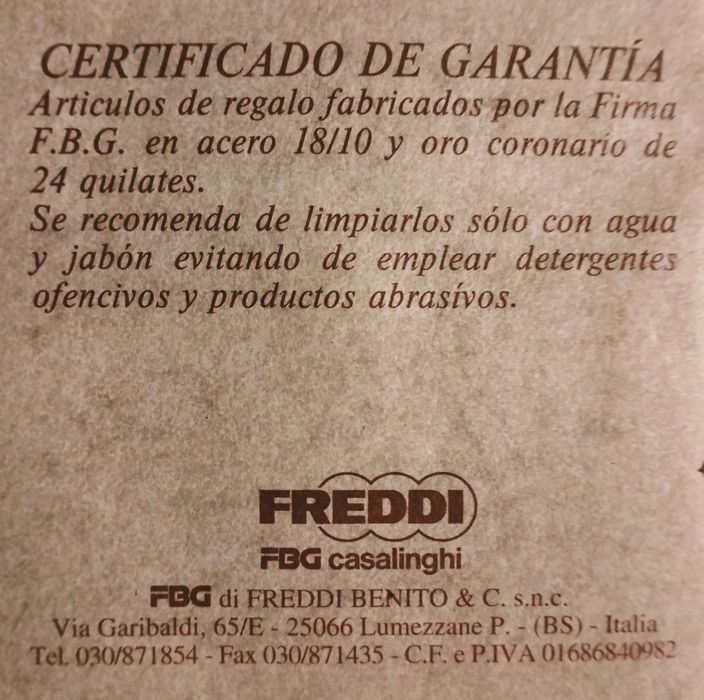 CERTIFICADO DE GARANTÍA
Articulos de regalo fabricados por la Firma
F.B.G. en acero 18/10 y oro coronario de
24 quilates.
Se recomenda de limpiarlos sólo con agua
y jabón evitando de emplear detergentes
ofencivos y productos abrasívos.
FREDDI
FBG casalinghi
FBG di FREDDI BENITO & C. s.n.c.
Via Garibaldi, 65/E - 25066 Lumezzane P. - (BS) - Italia
Tel. 030/871854 - Fax 030/871435 - C.F. e P.IVA 01686840982